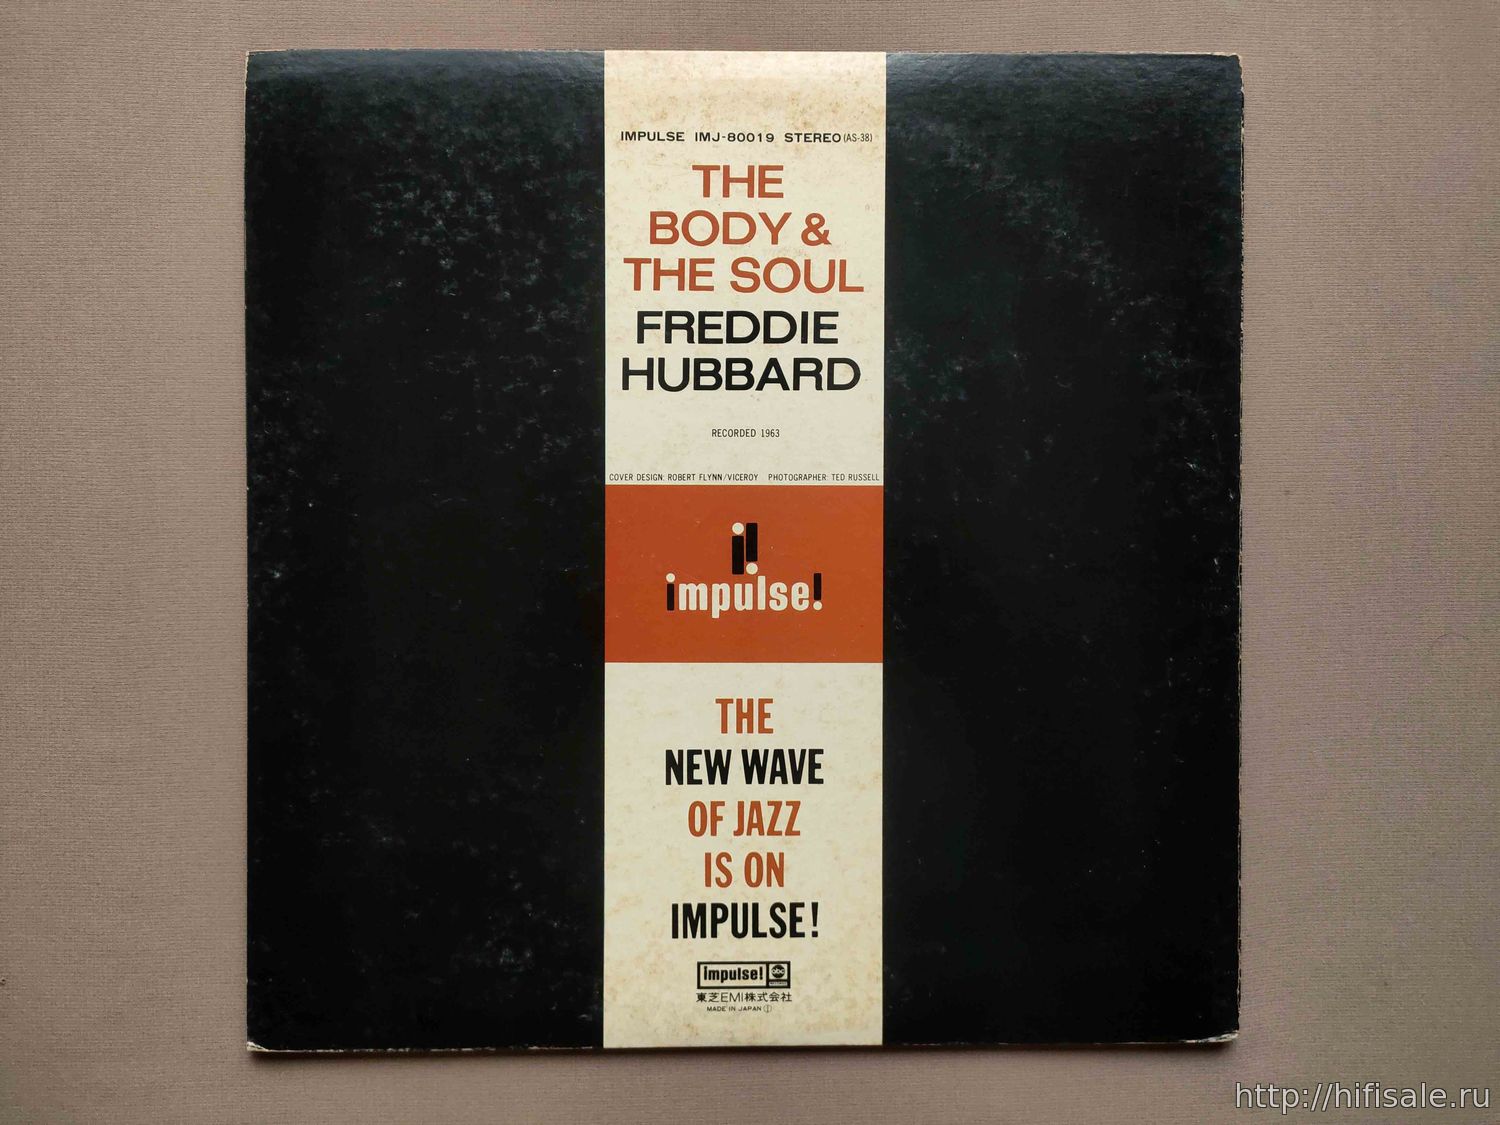 IMPULSE IMJ-80019 STEREO (AS-38)
THE
BODY &
THE SOUL
FREDDIE
HUBBARD
RECORDED 1963
COVER DESIGN: ROBERT FLYNN/VICEROY PHOTOGRAPHER: TED RUSSELL
impulse!
THE
NEW WAVE
OF JAZZ
IS ON
IMPULSE!
impulse! abc RECORDS
東芝EMI株式会社
MADE IN JAPAN Ⓘ
http://hifisale.ru